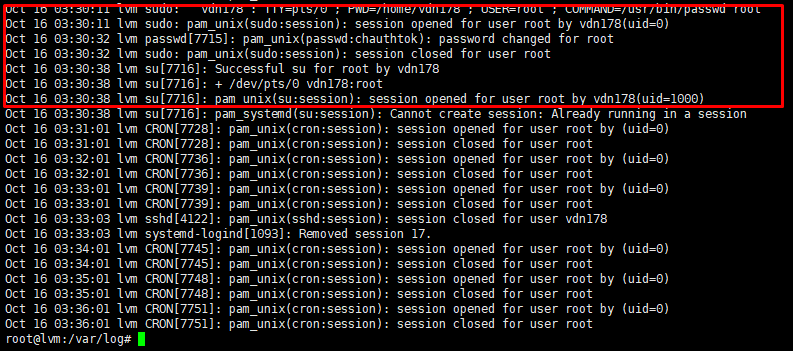 Oct 16 03:30:11 lvm sudo: vdn178 : TTY=pts/0 ; PWD=/home/vdn178 ; USER=root ; COMMAND=/usr/bin/passwd root
Oct 16 03:30:11 lvm sudo: pam_unix(sudo:session): session opened for user root by vdn178(uid=0)
Oct 16 03:30:32 lvm passwd[7715]: pam_unix(passwd:chauthtok): password changed for root
Oct 16 03:30:32 lvm sudo: pam_unix(sudo:session): session closed for user root
Oct 16 03:30:38 lvm su[7716]: Successful su for root by vdn178
Oct 16 03:30:38 lvm su[7716]: + /dev/pts/0 vdn178:root
Oct 16 03:30:38 lvm su[7716]: pam_unix(su:session): session opened for user root by vdn178(uid=1000)
Oct 16 03:30:38 lvm su[7716]: pam_systemd(su:session): Cannot create session: Already running in a session
Oct 16 03:31:01 lvm CRON[7728]: pam_unix(cron:session): session opened for user root by (uid=0)
Oct 16 03:31:01 lvm CRON[7728]: pam_unix(cron:session): session closed for user root
Oct 16 03:32:01 lvm CRON[7736]: pam_unix(cron:session): session opened for user root by (uid=0)
Oct 16 03:32:01 lvm CRON[7736]: pam_unix(cron:session): session closed for user root
Oct 16 03:33:01 lvm CRON[7739]: pam_unix(cron:session): session opened for user root by (uid=0)
Oct 16 03:33:01 lvm CRON[7739]: pam_unix(cron:session): session closed for user root
Oct 16 03:33:03 lvm sshd[4122]: pam_unix(sshd:session): session closed for user vdn178
Oct 16 03:33:03 lvm systemd-logind[1093]: Removed session 17.
Oct 16 03:34:01 lvm CRON[7745]: pam_unix(cron:session): session opened for user root by (uid=0)
Oct 16 03:34:01 lvm CRON[7745]: pam_unix(cron:session): session closed for user root
Oct 16 03:35:01 lvm CRON[7748]: pam_unix(cron:session): session opened for user root by (uid=0)
Oct 16 03:35:01 lvm CRON[7748]: pam_unix(cron:session): session closed for user root
Oct 16 03:36:01 lvm CRON[7751]: pam_unix(cron:session): session opened for user root by (uid=0)
Oct 16 03:36:01 lvm CRON[7751]: pam_unix(cron:session): session closed for user root
root@lvm:/var/log#